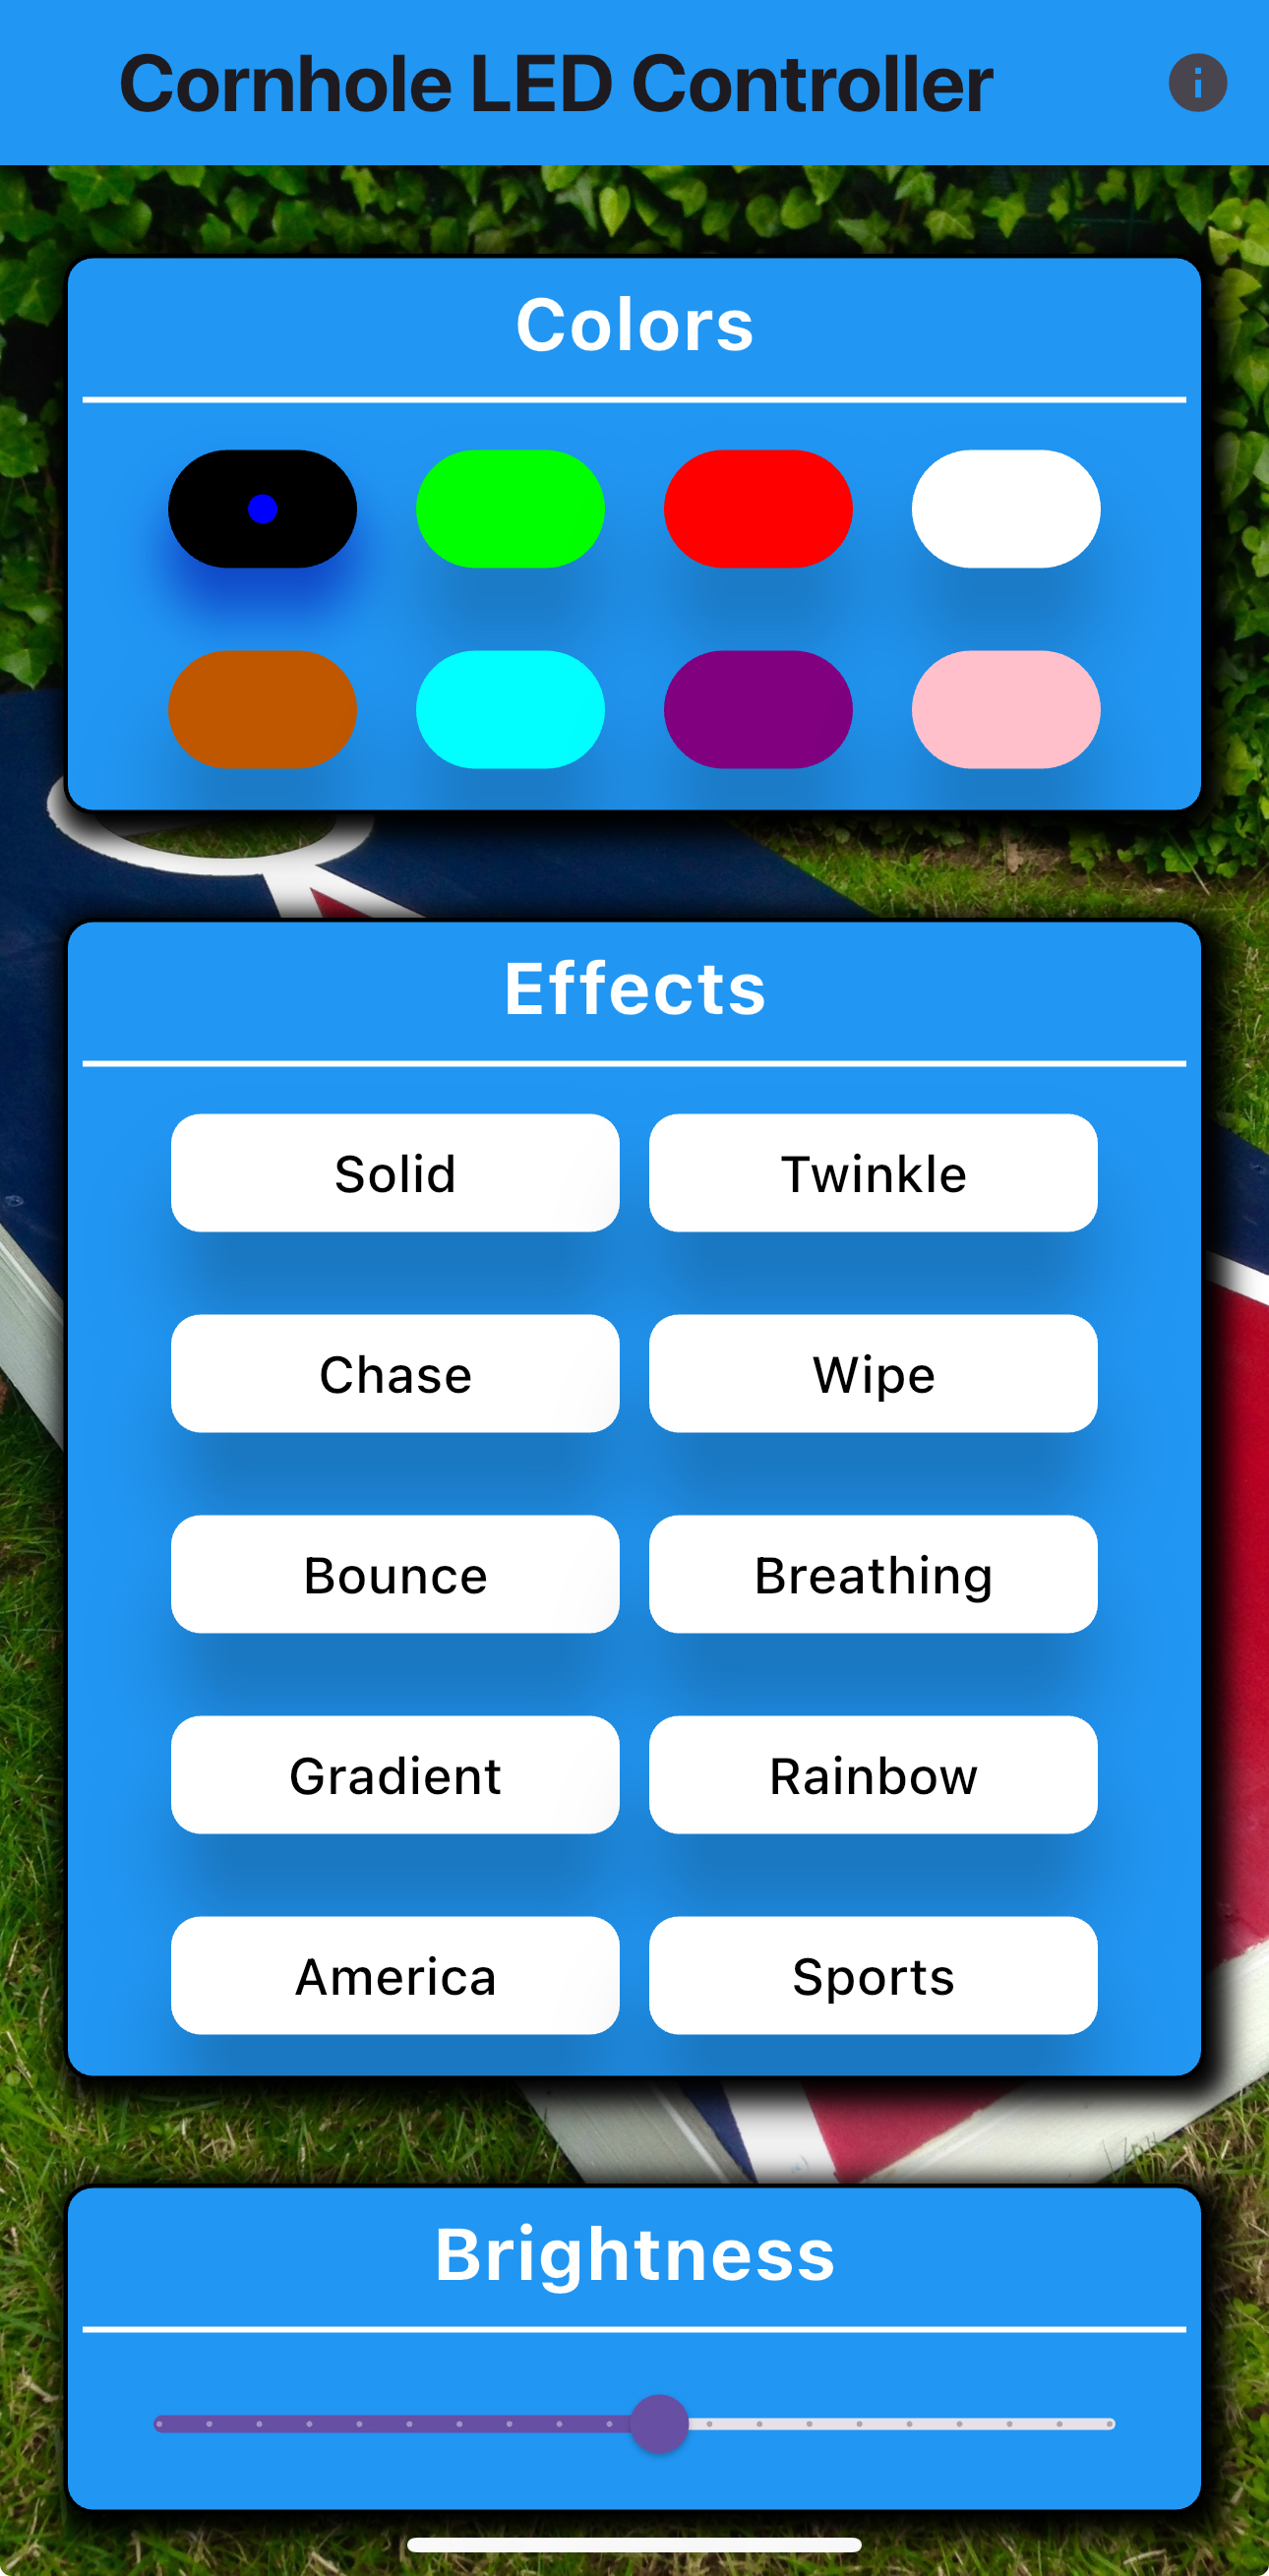 Cornhole LED Controller
Colors
Effects
Solid
Twinkle
Chase
Wipe
Bounce
Breathing
Gradient
Rainbow
America
Sports
Brightness